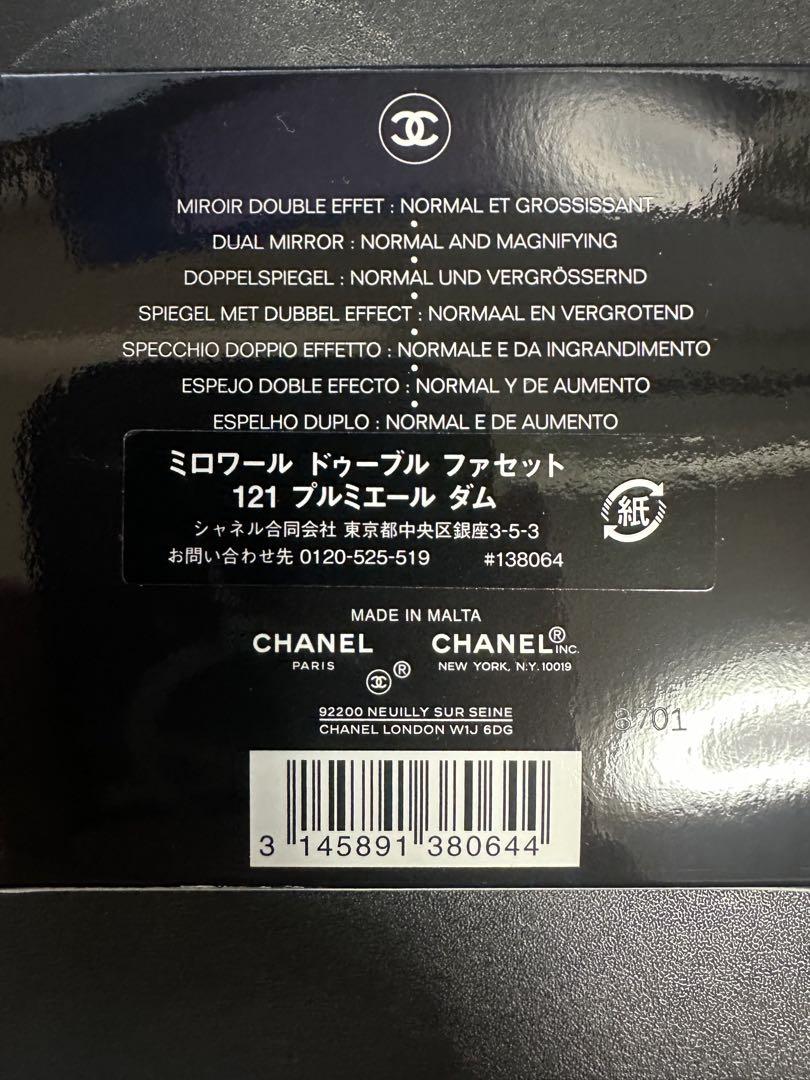 MIROIR DOUBLE EFFET : NORMAL ET GROSSISSANT
DUAL MIRROR : NORMAL AND MAGNIFYING
DOPPELSPIEGEL : NORMAL UND VERGRÖSSERND
SPIEGEL MET DUBBEL EFFECT : NORMAAL EN VERGROTEND
SPECCHIO DOPPIO EFFETTO : NORMALE E DA INGRANDIMENTO
ESPEJO DOBLE EFECTO : NORMAL Y DE AUMENTO
ESPELHO DUPLO : NORMAL E DE AUMENTO
ミロワール ドゥーブル ファセット
121 プルミエール ダム
紙
シャネル合同会社 東京都中央区銀座3-5-3
お問い合わせ先 0120-525-519 #138064
MADE IN MALTA
CHANEL CHANEL® INC.
PARIS NEW YORK, N.Y. 10019
®
92200 NEUILLY SUR SEINE
CHANEL LONDON W1J 6DG
8701
3 145891 380644